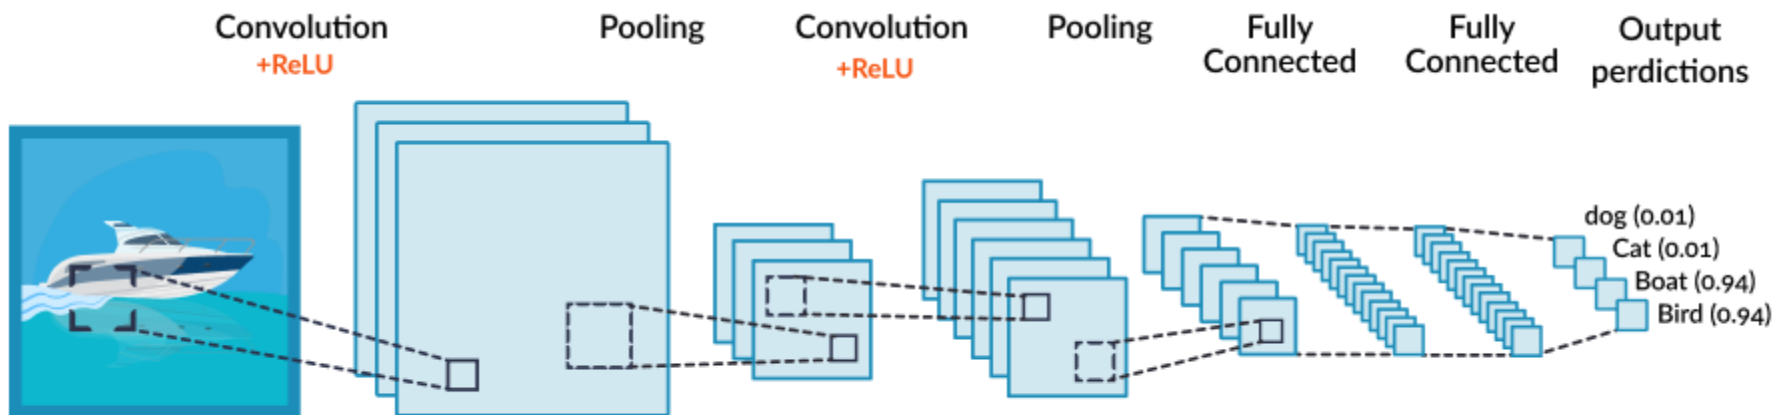 Convolution
+ReLU
Pooling
Convolution
+ReLU
Pooling
Fully
Connected
Fully
Connected
Output
perdictions
dog (0.01)
Cat (0.01)
Boat (0.94)
Bird (0.94)